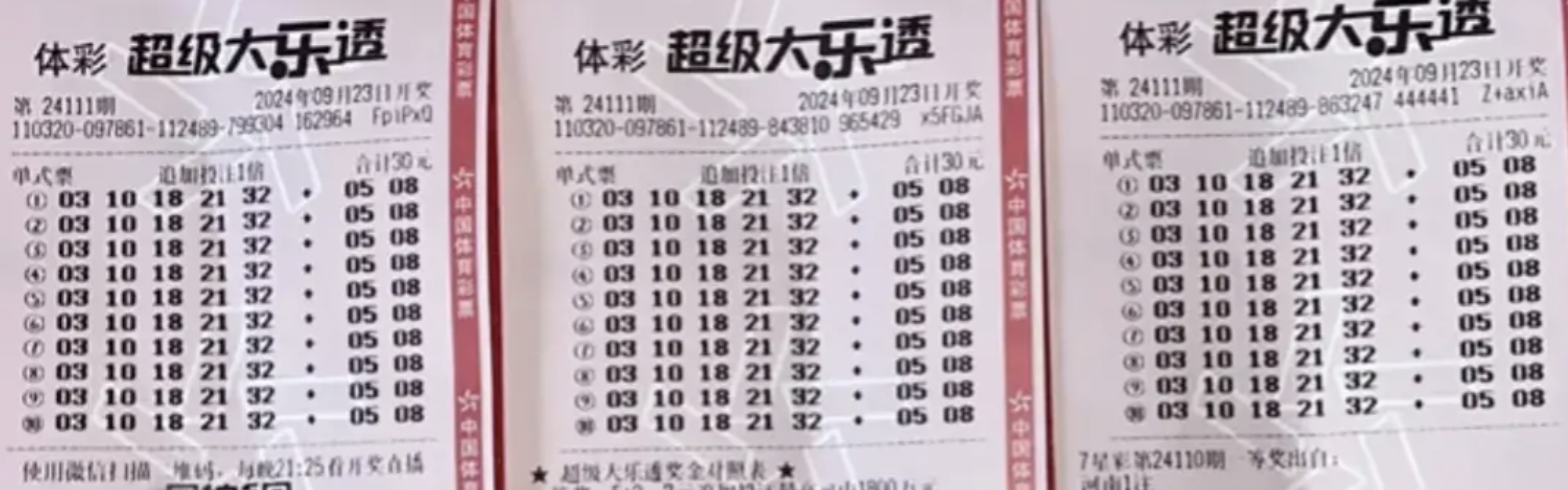 体彩 超级大乐透
第 24111期 2024年09月23日开奖
110320-097861-112489-799304 162964 FpiPxQ
单式票 追加投注1倍 合计30元
① 03 10 18 21 32 • 05 08
② 03 10 18 21 32 • 05 08
③ 03 10 18 21 32 • 05 08
④ 03 10 18 21 32 • 05 08
⑤ 03 10 18 21 32 • 05 08
⑥ 03 10 18 21 32 • 05 08
⑦ 03 10 18 21 32 • 05 08
⑧ 03 10 18 21 32 • 05 08
⑨ 03 10 18 21 32 • 05 08
⑩ 03 10 18 21 32 • 05 08
使用微信扫描二维码，每晚21:25看开奖直播
国体育彩票
☆中国体育彩票
☆中国
体彩 超级大乐透
第 24111期 2024年09月23日开奖
110320-097861-112489-843810 965429 x5FGJA
单式票 追加投注1倍 合计30元
① 03 10 18 21 32 • 05 08
② 03 10 18 21 32 • 05 08
③ 03 10 18 21 32 • 05 08
④ 03 10 18 21 32 • 05 08
⑤ 03 10 18 21 32 • 05 08
⑥ 03 10 18 21 32 • 05 08
⑦ 03 10 18 21 32 • 05 08
⑧ 03 10 18 21 32 • 05 08
⑨ 03 10 18 21 32 • 05 08
⑩ 03 10 18 21 32 • 05 08
★ 超级大乐透奖金对照表 ★
国体育彩票
☆中国体育彩票
☆中国
体彩 超级大乐透
第 24111期 2024年09月23日开奖
110320-097861-112489-863247 444441 Z+axiA
单式票 追加投注1倍 合计30元
① 03 10 18 21 32 • 05 08
② 03 10 18 21 32 • 05 08
③ 03 10 18 21 32 • 05 08
④ 03 10 18 21 32 • 05 08
⑤ 03 10 18 21 32 • 05 08
⑥ 03 10 18 21 32 • 05 08
⑦ 03 10 18 21 32 • 05 08
⑧ 03 10 18 21 32 • 05 08
⑨ 03 10 18 21 32 • 05 08
⑩ 03 10 18 21 32 • 05 08
7星彩第24110期一等奖出自:
河南1注